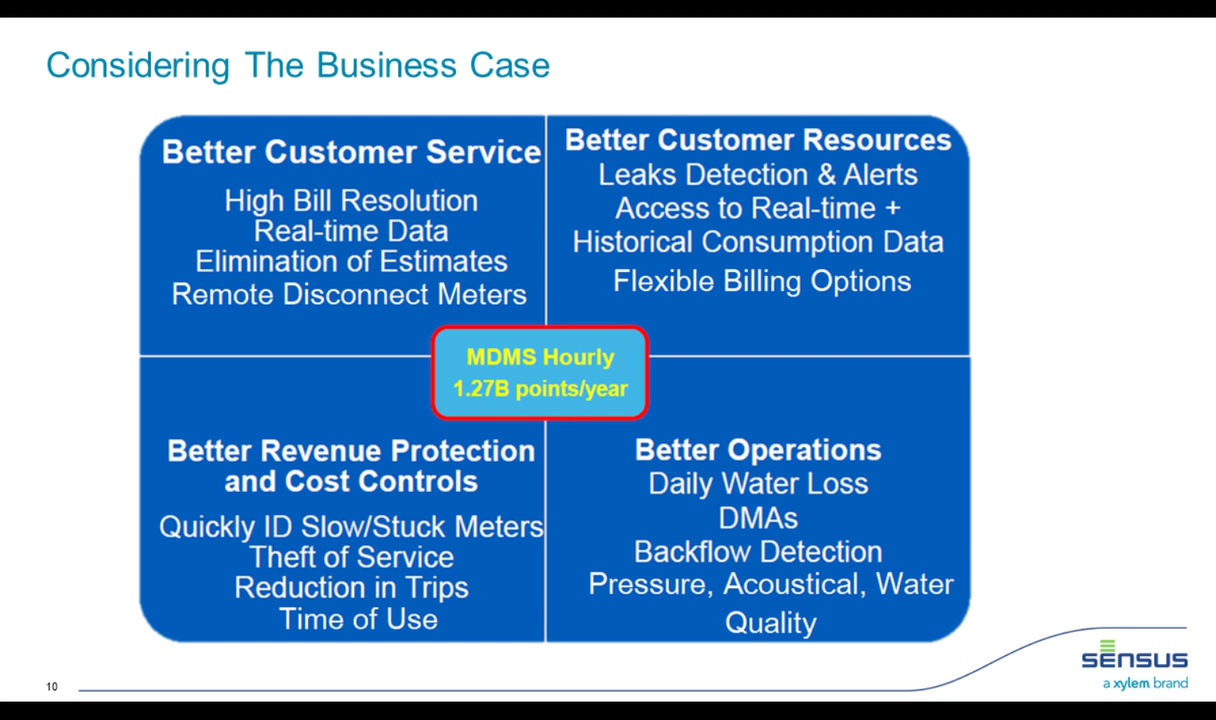 Considering The Business Case
Better Customer Service
High Bill Resolution
Real-time Data
Elimination of Estimates
Remote Disconnect Meters
Better Customer Resources
Leaks Detection & Alerts
Access to Real-time +
Historical Consumption Data
Flexible Billing Options
MDMS Hourly
1.27B points/year
Better Revenue Protection
and Cost Controls
Quickly ID Slow/Stuck Meters
Theft of Service
Reduction in Trips
Time of Use
Better Operations
Daily Water Loss
DMAs
Backflow Detection
Pressure, Acoustical, Water
Quality
10
sensus
a xylem brand